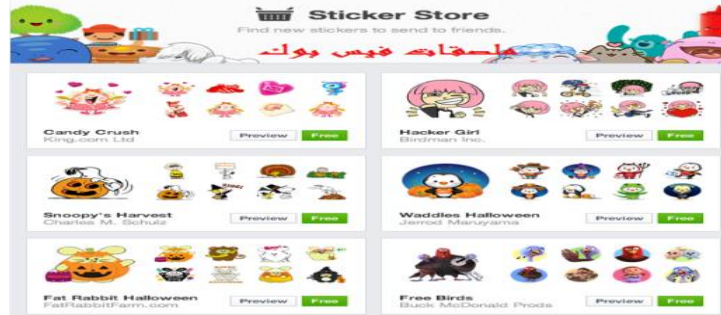 Sticker Store
Find new stickers to send to friends.
ملصقات فيس بوك
Candy Crush
King.com Ltd
Preview
Free
Hacker Girl
Birdman Inc.
Preview
Free
Snoopy's Harvest
Charles M. Schulz
Preview
Free
Waddles Halloween
Jerrod Maruyama
Preview
Free
Fat Rabbit Halloween
FatRabbitFarm.com
Preview
Free
Free Birds
Buck McDonald Prods
Preview
Free